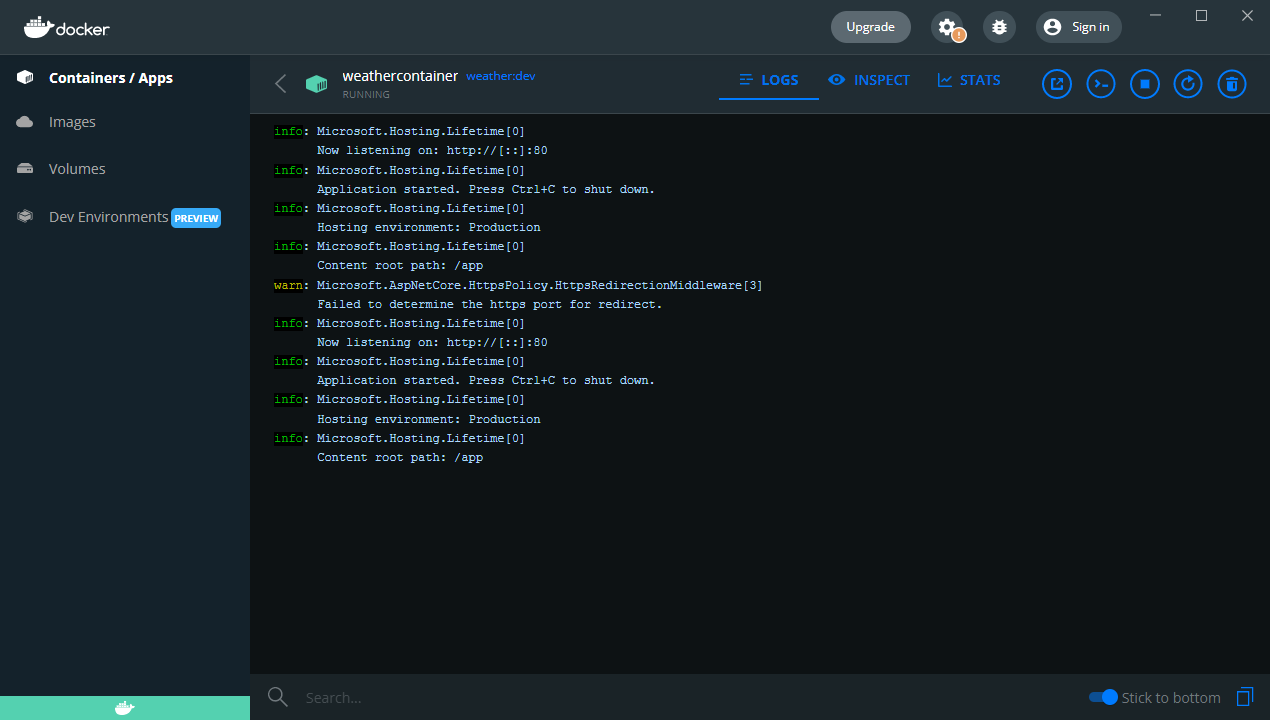 docker
Upgrade
!
Sign in
Containers / Apps
Images
Volumes
Dev Environments PREVIEW
weathercontainer weather:dev
RUNNING
LOGS
INSPECT
STATS
info: Microsoft.Hosting.Lifetime[0]
Now listening on: http://[::]:80
info: Microsoft.Hosting.Lifetime[0]
Application started. Press Ctrl+C to shut down.
info: Microsoft.Hosting.Lifetime[0]
Hosting environment: Production
info: Microsoft.Hosting.Lifetime[0]
Content root path: /app
warn: Microsoft.AspNetCore.HttpsPolicy.HttpsRedirectionMiddleware[3]
Failed to determine the https port for redirect.
info: Microsoft.Hosting.Lifetime[0]
Now listening on: http://[::]:80
info: Microsoft.Hosting.Lifetime[0]
Application started. Press Ctrl+C to shut down.
info: Microsoft.Hosting.Lifetime[0]
Hosting environment: Production
info: Microsoft.Hosting.Lifetime[0]
Content root path: /app
Search...
Stick to bottom